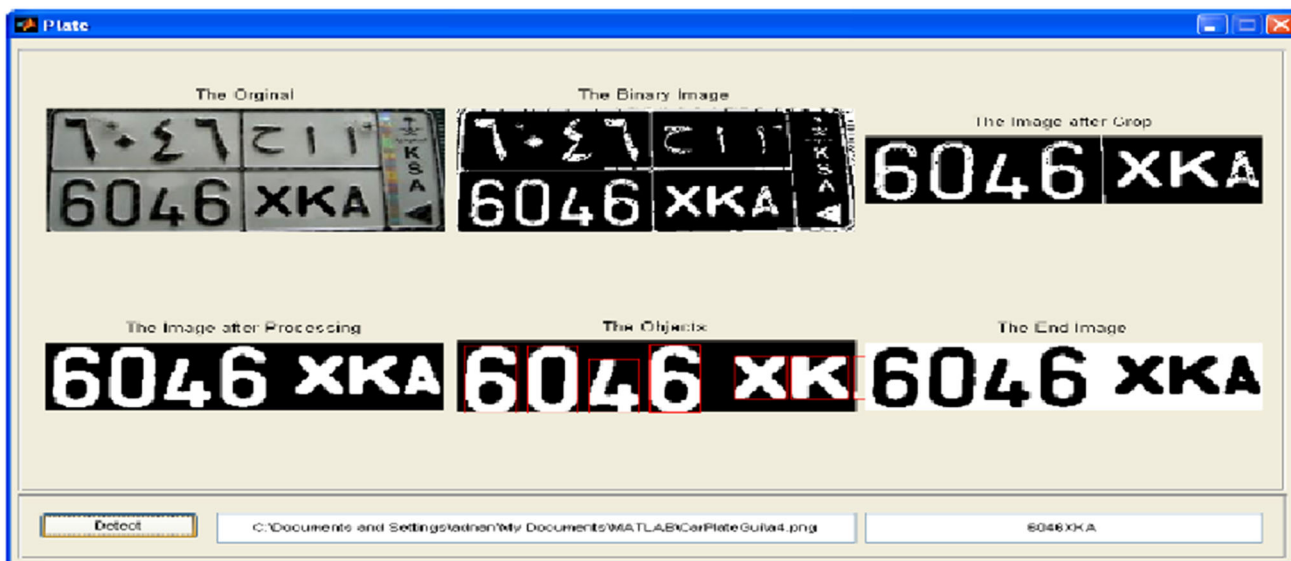 Plate
The Orginal
٦٠٤٦
6046 XKA
KSA
The Binary Image
٦٠٤٦
6046 XKA
KSA
The Image after Crop
6046 XKA
The Image after Processing
6046 XKA
The Objects
6046 XK
The End Image
6046 XKA
Detect
C:\Documents and Settings\adnan\My Documents\MATLAB\CarPlateGui\a4.png
6046XKA